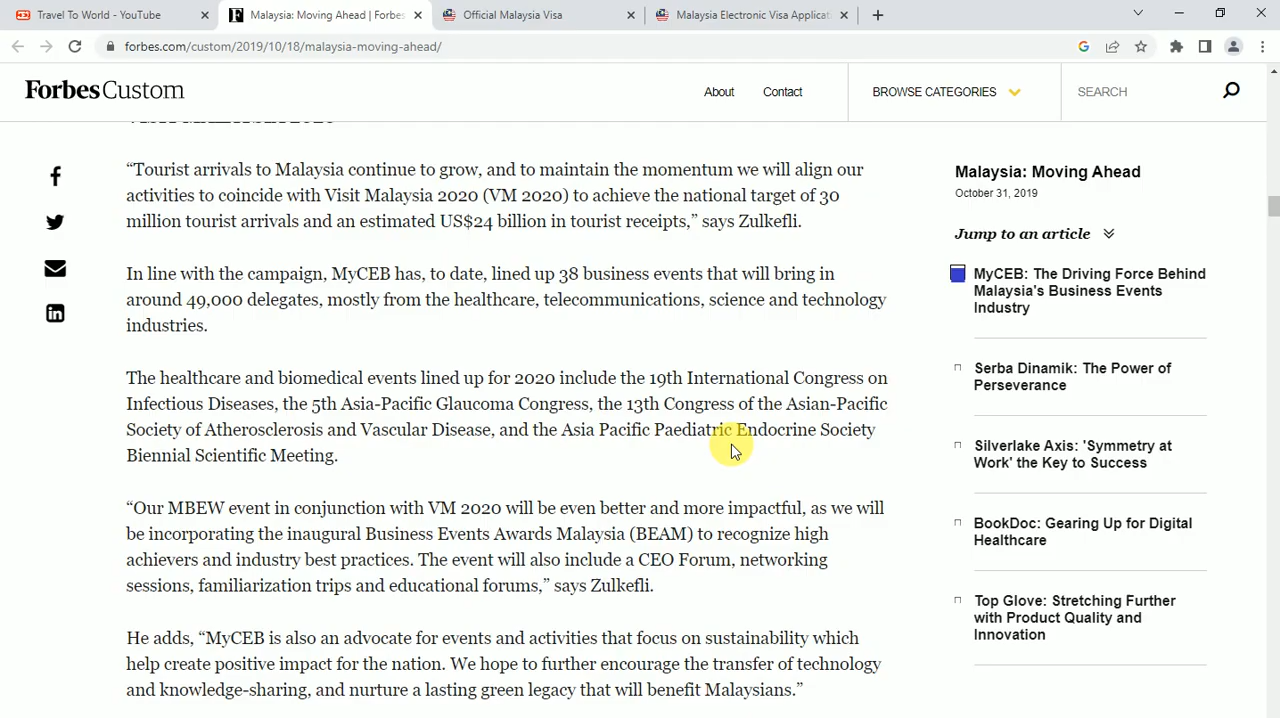 Travel To World - YouTube
Malaysia: Moving Ahead | Forbes
Official Malaysia Visa
Malaysia Electronic Visa Applicat
forbes.com/custom/2019/10/18/malaysia-moving-ahead/
Forbes Custom
About
Contact
BROWSE CATEGORIES
SEARCH
“Tourist arrivals to Malaysia continue to grow, and to maintain the momentum we will align our
activities to coincide with Visit Malaysia 2020 (VM 2020) to achieve the national target of 30
million tourist arrivals and an estimated US$24 billion in tourist receipts,” says Zulkefli.
In line with the campaign, MyCEB has, to date, lined up 38 business events that will bring in
around 49,000 delegates, mostly from the healthcare, telecommunications, science and technology
industries.
The healthcare and biomedical events lined up for 2020 include the 19th International Congress on
Infectious Diseases, the 5th Asia-Pacific Glaucoma Congress, the 13th Congress of the Asian-Pacific
Society of Atherosclerosis and Vascular Disease, and the Asia Pacific Paediatric Endocrine Society
Biennial Scientific Meeting.
“Our MBEW event in conjunction with VM 2020 will be even better and more impactful, as we will
be incorporating the inaugural Business Events Awards Malaysia (BEAM) to recognize high
achievers and industry best practices. The event will also include a CEO Forum, networking
sessions, familiarization trips and educational forums,” says Zulkefli.
He adds, “MyCEB is also an advocate for events and activities that focus on sustainability which
help create positive impact for the nation. We hope to further encourage the transfer of technology
and knowledge-sharing, and nurture a lasting green legacy that will benefit Malaysians.”
Malaysia: Moving Ahead
October 31, 2019
Jump to an article
MyCEB: The Driving Force Behind
Malaysia's Business Events
Industry
Serba Dinamik: The Power of
Perseverance
Silverlake Axis: 'Symmetry at
Work' the Key to Success
BookDoc: Gearing Up for Digital
Healthcare
Top Glove: Stretching Further
with Product Quality and
Innovation